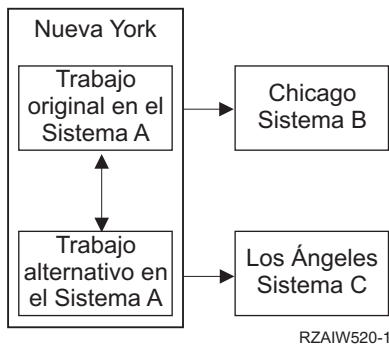 Nueva York
Trabajo
original en el
Sistema A
Chicago
Sistema B
Trabajo
alternativo en
el Sistema A
Los Ángeles
Sistema C
RZAIW520-1